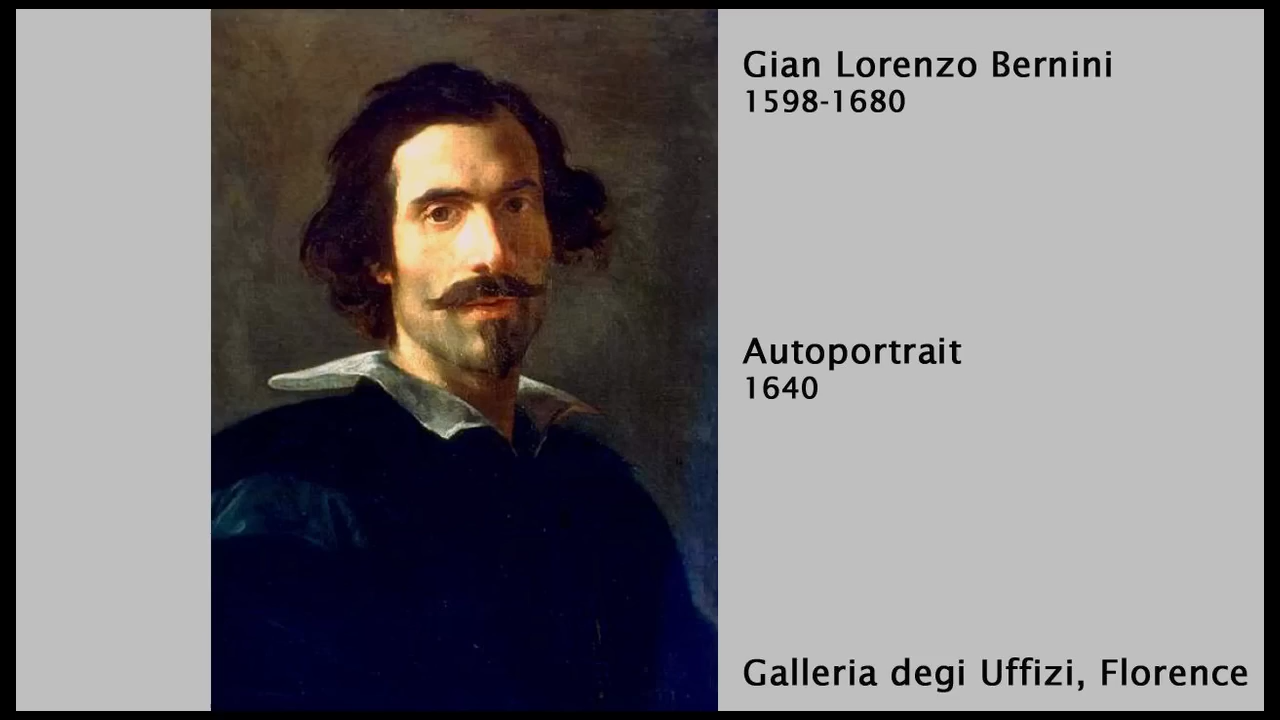 Gian Lorenzo Bernini
1598-1680
Autoportrait
1640
Galleria degi Uffizi, Florence